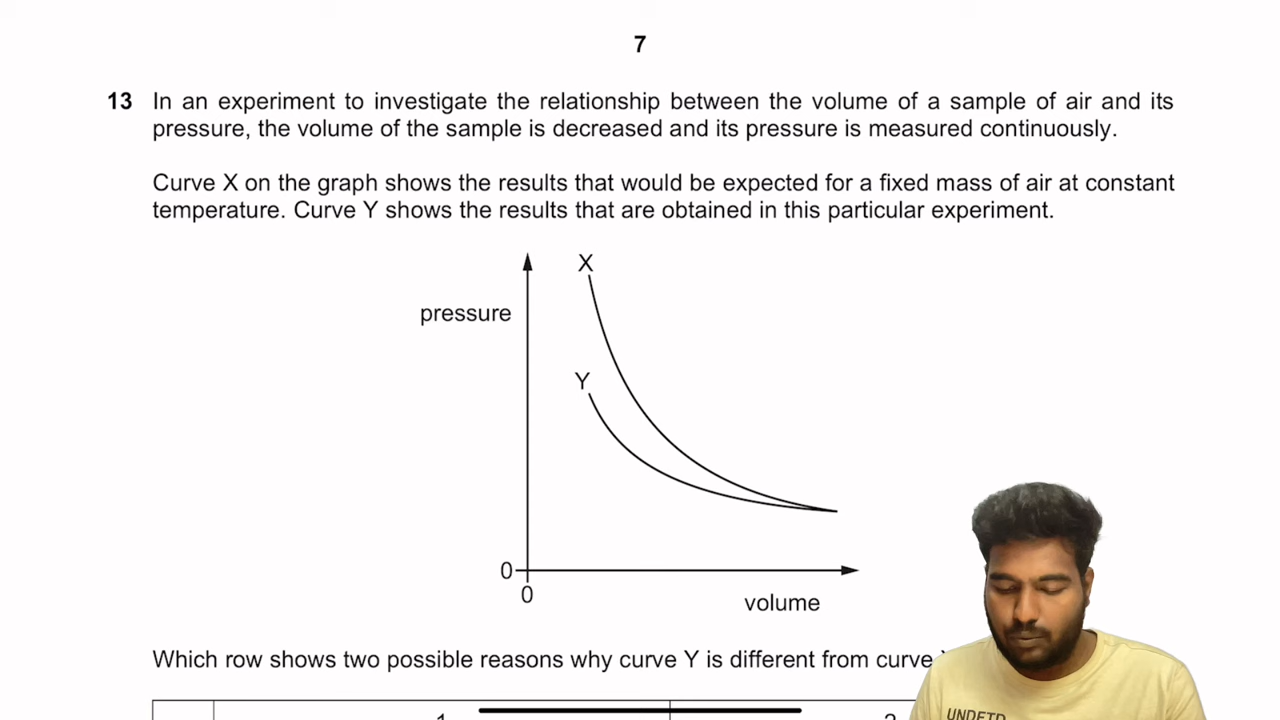 7
13 In an experiment to investigate the relationship between the volume of a sample of air and its
pressure, the volume of the sample is decreased and its pressure is measured continuously.
Curve X on the graph shows the results that would be expected for a fixed mass of air at constant
temperature. Curve Y shows the results that are obtained in this particular experiment.
X
pressure
Y
0
0
volume
Which row shows two possible reasons why curve Y is different from curve
1
2